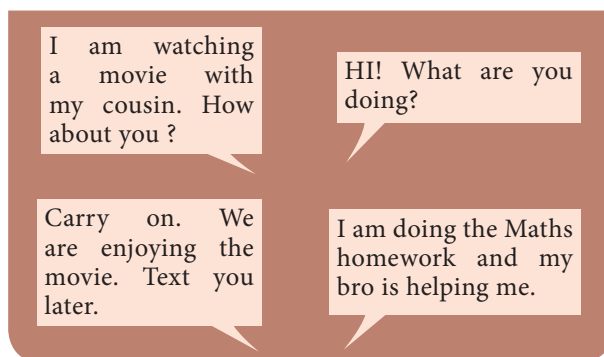 I am watching
a movie with
my cousin. How
about you ?
HI! What are you
doing?
Carry on. We
are enjoying the
movie. Text you
later.
I am doing the Maths
homework and my
bro is helping me.